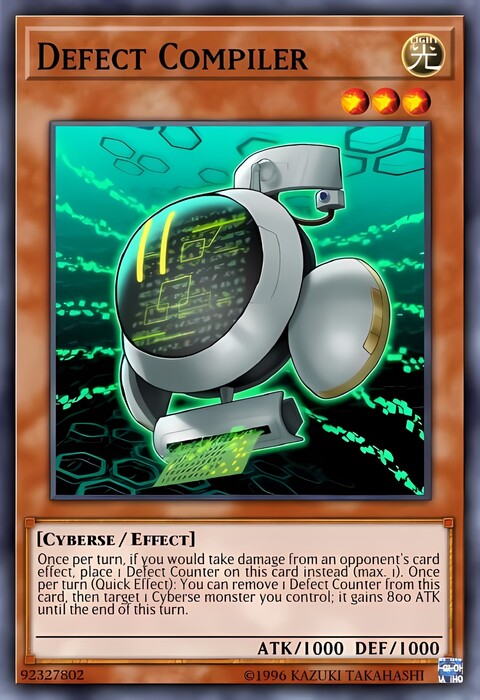 DEFECT COMPILER
LIGHT
光
[CYBERSE / EFFECT]
Once per turn, if you would take damage from an opponent's card
effect, place 1 Defect Counter on this card instead (max. 1). Once
per turn (Quick Effect): You can remove 1 Defect Counter from this
card, then target 1 Cyberse monster you control; it gains 800 ATK
until the end of this turn.
ATK/1000 DEF/1000
92327802
©1996 KAZUKI TAKAHASHI